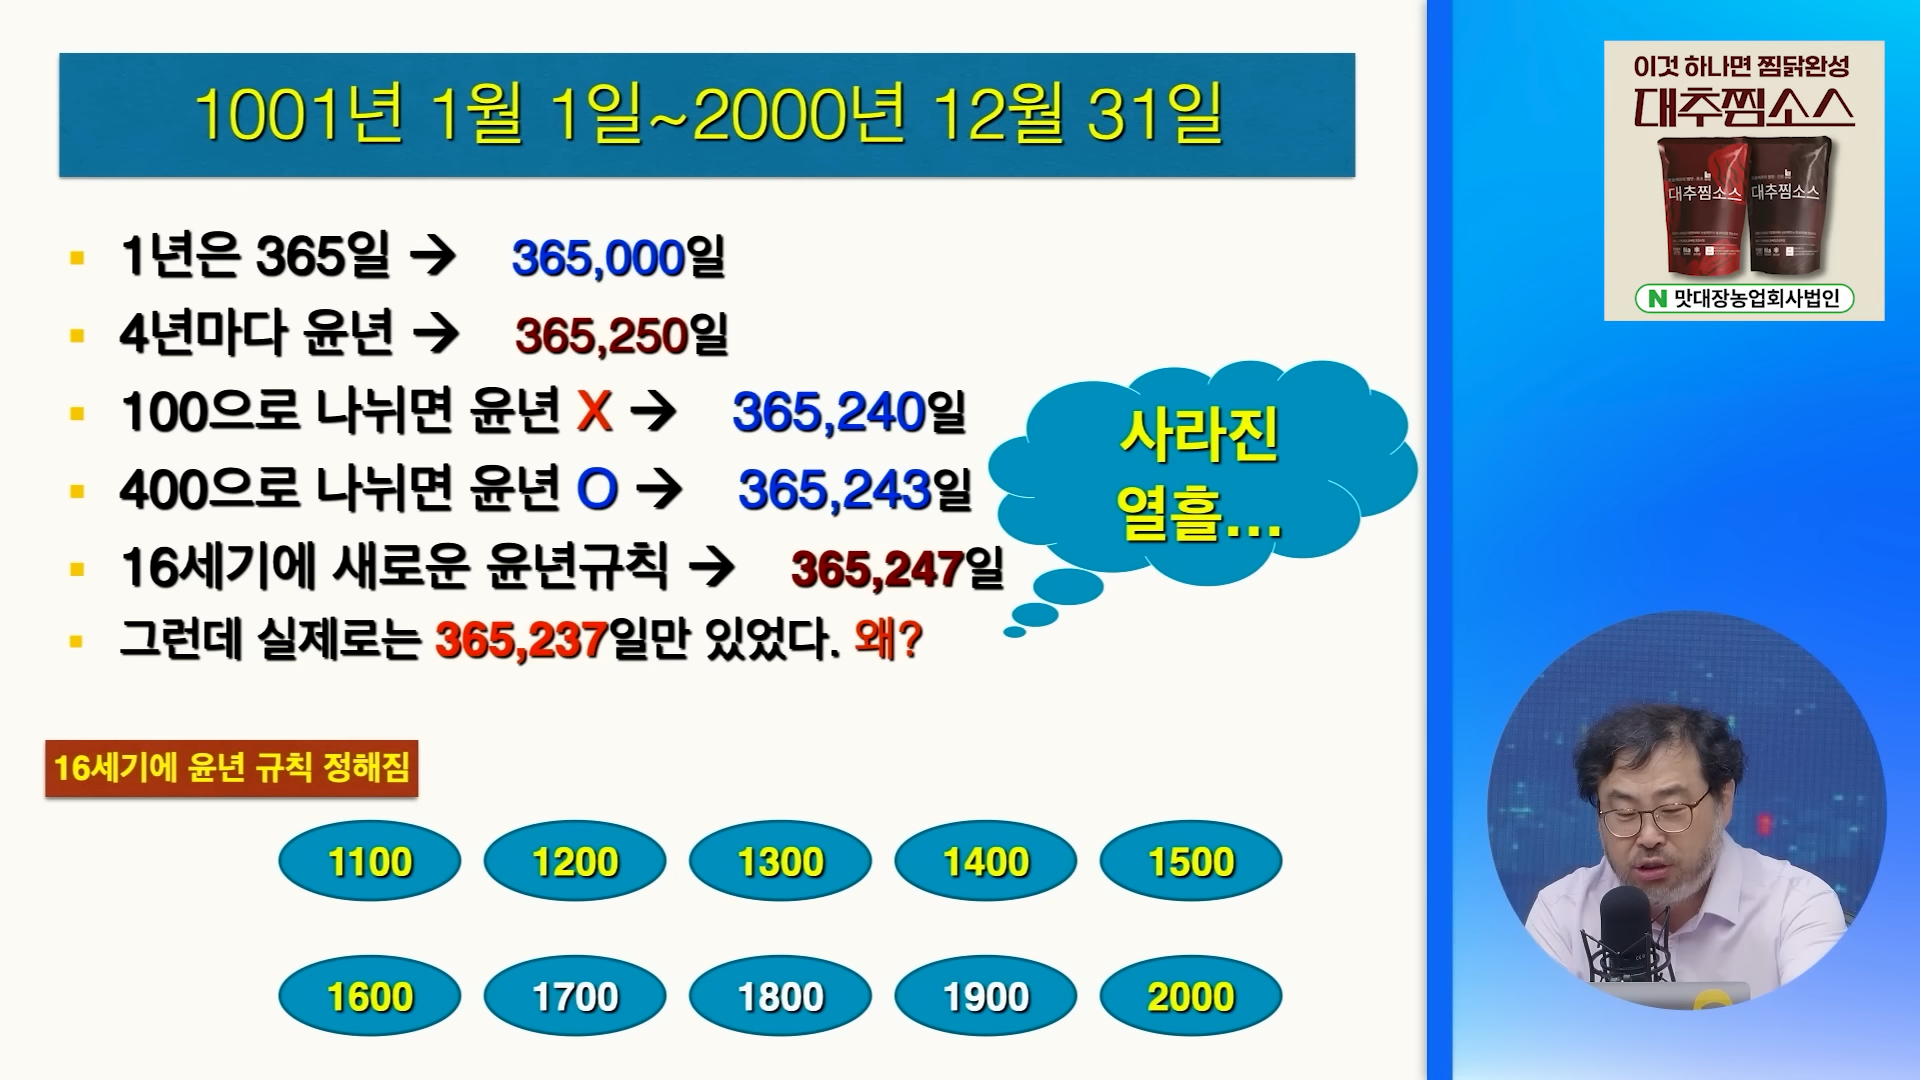 1001년 1월 1일~2000년 12월 31일
1년은 365일 → 365,000일
4년마다 윤년 → 365,250일
100으로 나뉘면 윤년 X → 365,240일
400으로 나뉘면 윤년 O → 365,243일
16세기에 새로운 윤년규칙 → 365,247일
그런데 실제로는 365,237일만 있었다. 왜?
사라진
열흘...
16세기에 윤년 규칙 정해짐
1100 1200 1300 1400 1500
1600 1700 1800 1900 2000
이것 하나면 찜닭완성
대추찜소스
대추찜소스 대추찜소스
N 맛대장농업회사법인